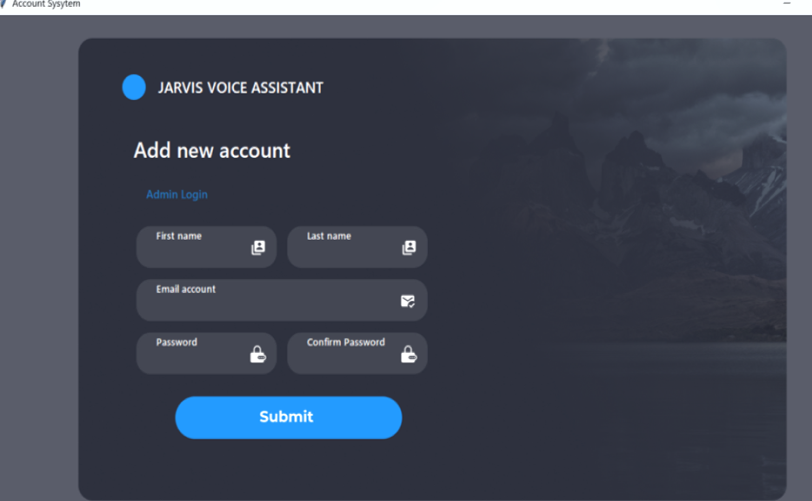 Account Sysytem
JARVIS VOICE ASSISTANT
Add new account
Admin Login
First name Last name
Email account
Password Confirm Password
Submit